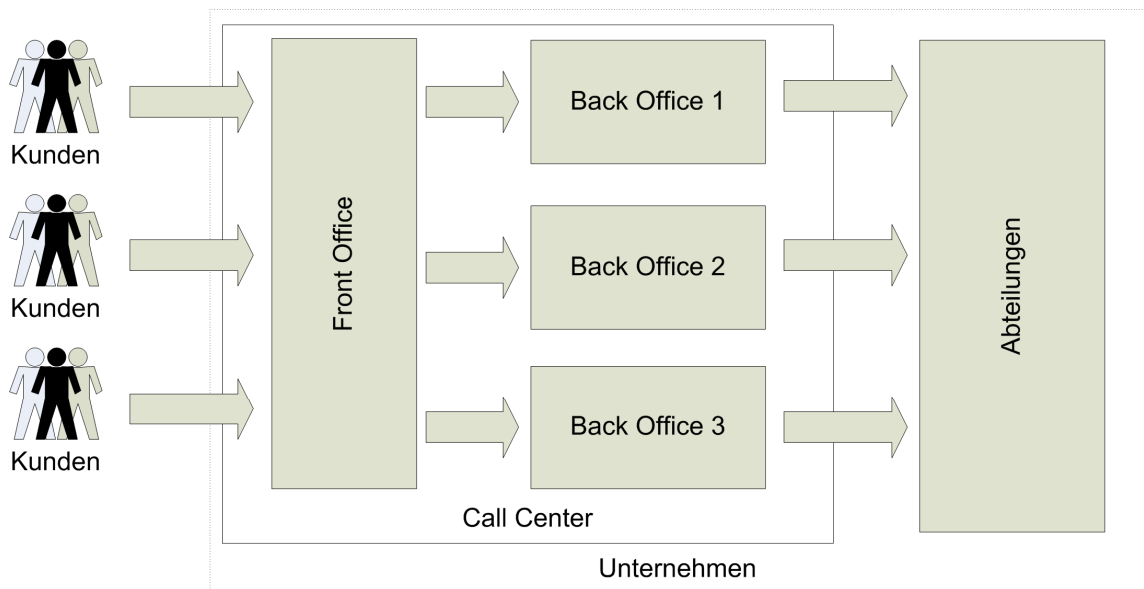 Kunden
Kunden
Kunden
Front Office
Back Office 1
Back Office 2
Back Office 3
Abteilungen
Call Center
Unternehmen